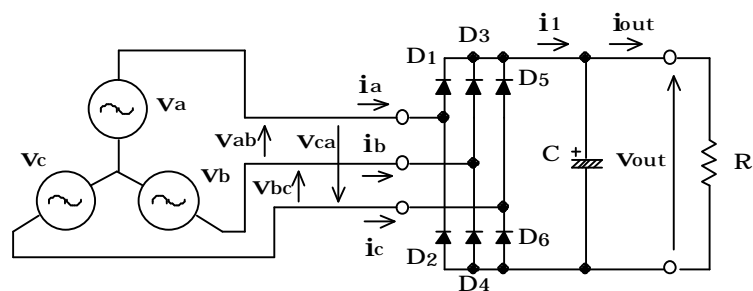 D3
i1
iout
D1
D5
ia
va
vab
vca
ib
C
+
vout
R
vc
vb
vbc
ic
D2
D6
D4